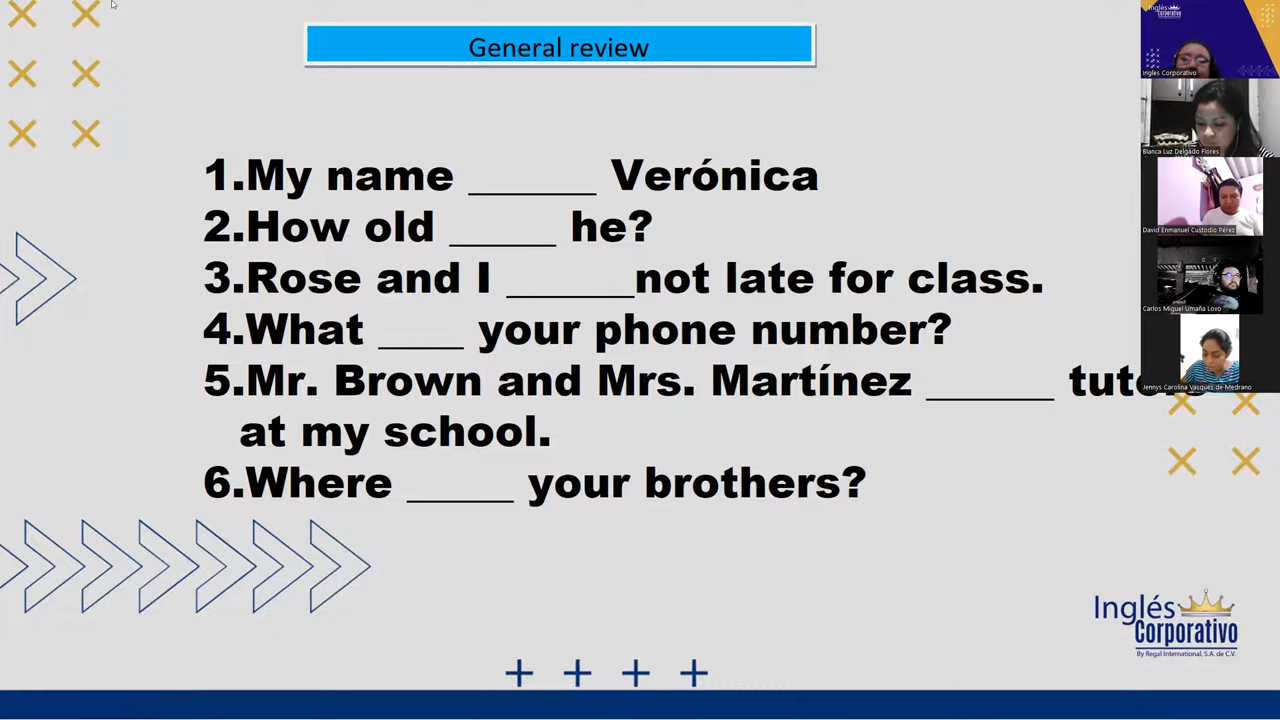 General review
1.My name ______ Verónica
2.How old _____ he?
3.Rose and I ______not late for class.
4.What ____ your phone number?
5.Mr. Brown and Mrs. Martínez ______
at my school.
6.Where _____ your brothers?
Inglés
Corporativo
By Regal International, S.A. de C.V.
Inglés
Corporativo
Ingles Corporativo
Blanca Luz Delgado Flores
David Enmanuel Custodio Pérez
Carlos Miguel Umaña Lovo
Jennys Carolina Vasquez de Medrano